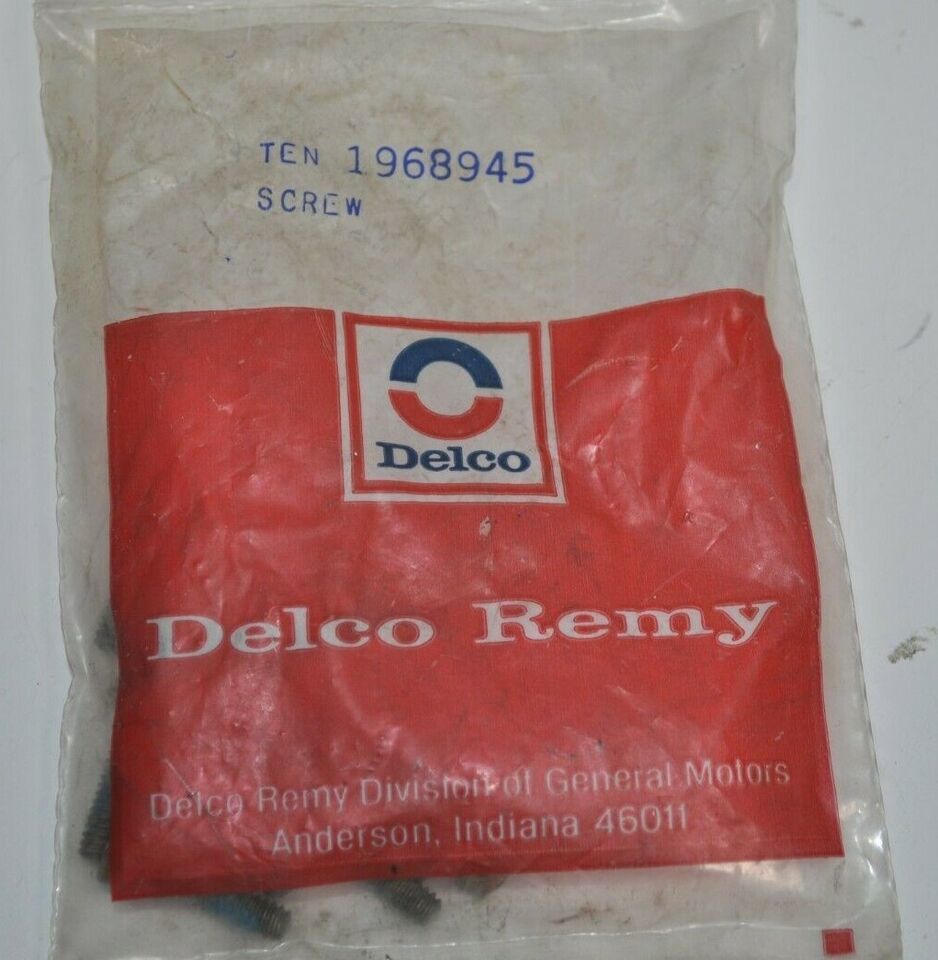 TEN 1968945
SCREW
Delco
Delco Remy
Delco Remy Division of General Motors
Anderson, Indiana 46011